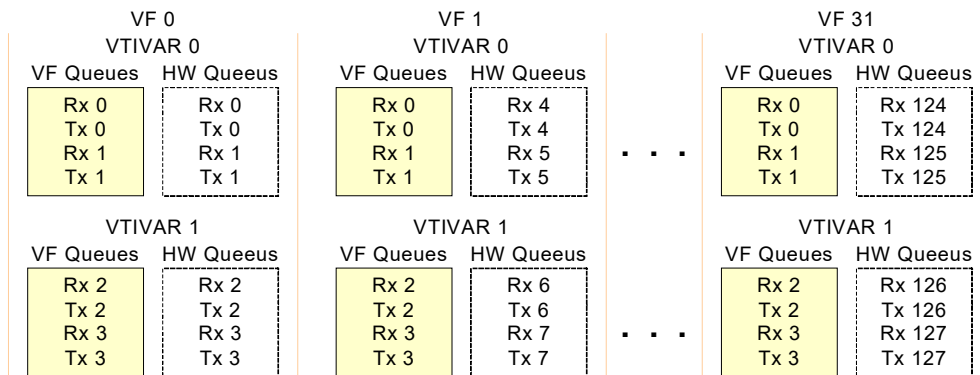 VF 0 VF 1 VF 31
VTIVAR 0 VTIVAR 0 VTIVAR 0
VF Queues HW Queeus VF Queues HW Queeus VF Queues HW Queeus
Rx 0 Rx 0 Rx 0 Rx 4 Rx 0 Rx 124
Tx 0 Tx 0 Tx 0 Tx 4 Tx 0 Tx 124
Rx 1 Rx 1 Rx 1 Rx 5 . . . Rx 1 Rx 125
Tx 1 Tx 1 Tx 1 Tx 5 Tx 1 Tx 125
VTIVAR 1 VTIVAR 1 VTIVAR 1
VF Queues HW Queeus VF Queues HW Queeus VF Queues HW Queeus
Rx 2 Rx 2 Rx 2 Rx 6 Rx 2 Rx 126
Tx 2 Tx 2 Tx 2 Tx 6 Tx 2 Tx 126
Rx 3 Rx 3 Rx 3 Rx 7 . . . Rx 3 Rx 127
Tx 3 Tx 3 Tx 3 Tx 7 Tx 3 Tx 127